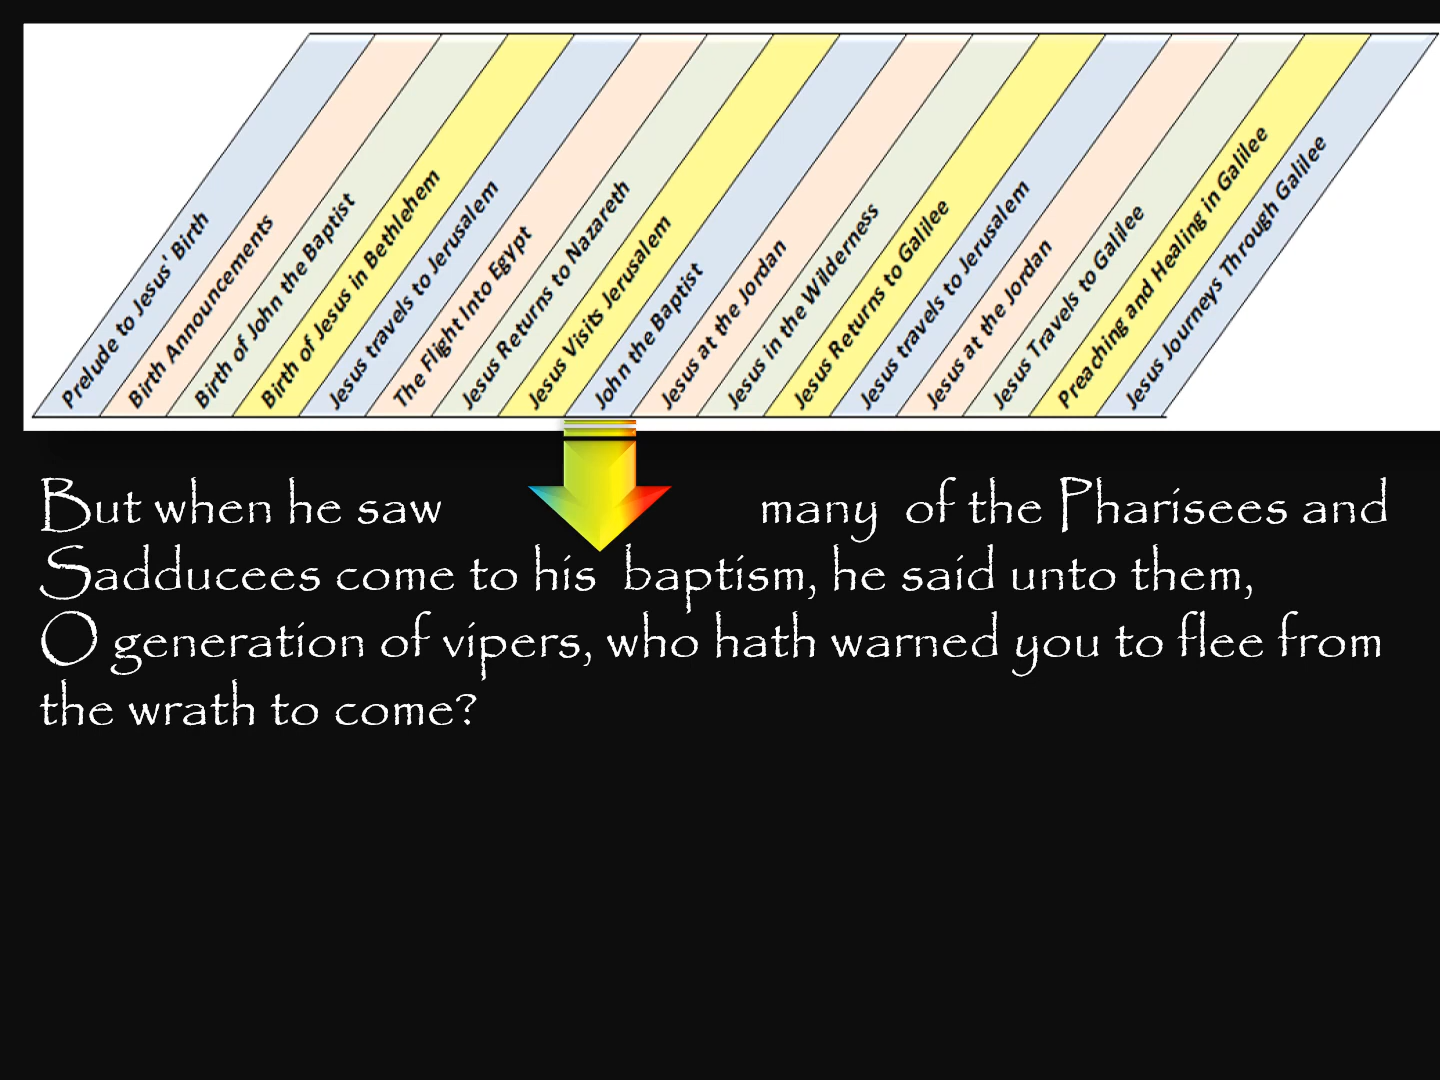 Prelude to Jesus' Birth
Birth Announcements
Birth of John the Baptist
Birth of Jesus in Bethlehem
Jesus travels to Jerusalem
The Flight Into Egypt
Jesus Returns to Nazareth
Jesus Visits Jerusalem
John the Baptist
Jesus at the Jordan
Jesus in the Wilderness
Jesus Returns to Galilee
Jesus travels to Jerusalem
Jesus at the Jordan
Jesus Travels to Galilee
Preaching and Healing in Galilee
Jesus Journeys Through Galilee
But when he saw many of the Pharisees and
Sadducees come to his baptism, he said unto them,
O generation of vipers, who hath warned you to flee from
the wrath to come?